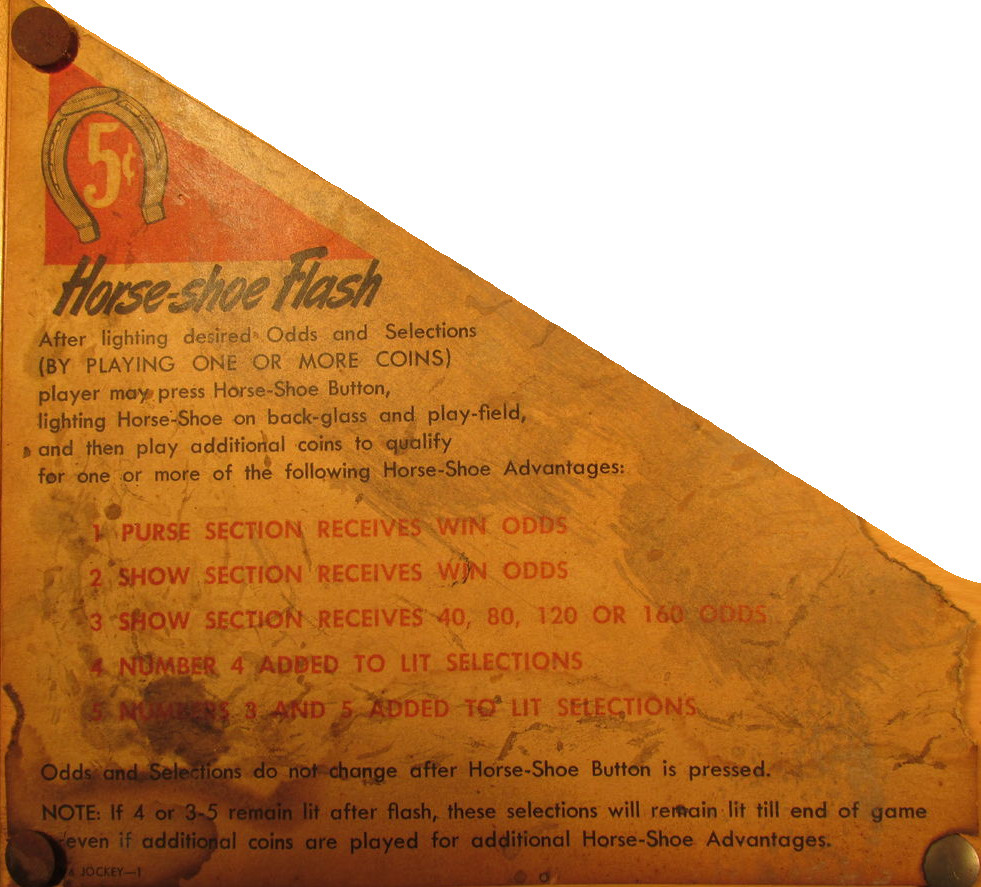 5¢
Horse-shoe Flash
After lighting desired Odds and Selections
(BY PLAYING ONE OR MORE COINS)
player may press Horse-Shoe Button,
lighting Horse-Shoe on back-glass and play-field,
and then play additional coins to qualify
for one or more of the following Horse-Shoe Advantages:
1 PURSE SECTION RECEIVES WIN ODDS
2 SHOW SECTION RECEIVES WIN ODDS
3 SHOW SECTION RECEIVES 40, 80, 120 OR 160 ODDS
4 NUMBER 4 ADDED TO LIT SELECTIONS
5 NUMBERS 3 AND 5 ADDED TO LIT SELECTIONS
Odds and Selections do not change after Horse-Shoe Button is pressed.
NOTE: If 4 or 3-5 remain lit after flash, these selections will remain lit till end of game
even if additional coins are played for additional Horse-Shoe Advantages.
JOCKEY—1